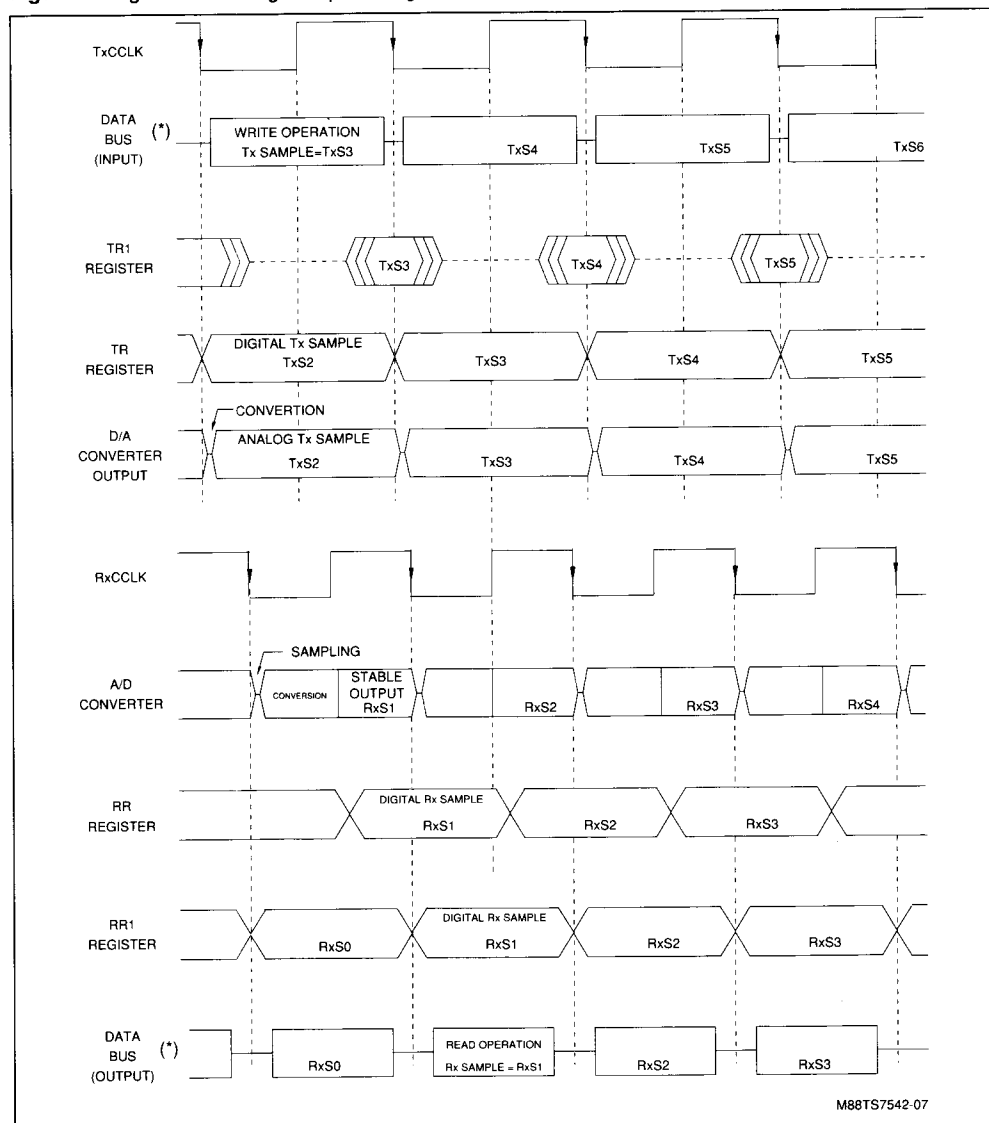 TxCCLK
DATA
BUS (*)
(INPUT)
WRITE OPERATION
Tx SAMPLE=TxS3
TxS4
TxS5
TxS6
TR1
REGISTER
TxS3
TxS4
TxS5
TR
REGISTER
DIGITAL Tx SAMPLE
TxS2
TxS3
TxS4
TxS5
CONVERTION
D/A
CONVERTER
OUTPUT
ANALOG Tx SAMPLE
TxS2
TxS3
TxS4
TxS5
RxCCLK
SAMPLING
A/D
CONVERTER
CONVERSION
STABLE
OUTPUT
RxS1
RxS2
RxS3
RxS4
RR
REGISTER
DIGITAL Rx SAMPLE
RxS1
RxS2
RxS3
RR1
REGISTER
RxS0
DIGITAL Rx SAMPLE
RxS1
RxS2
RxS3
DATA
BUS (*)
(OUTPUT)
RxS0
READ OPERATION
Rx SAMPLE = RxS1
RxS2
RxS3
M88TS7542-07